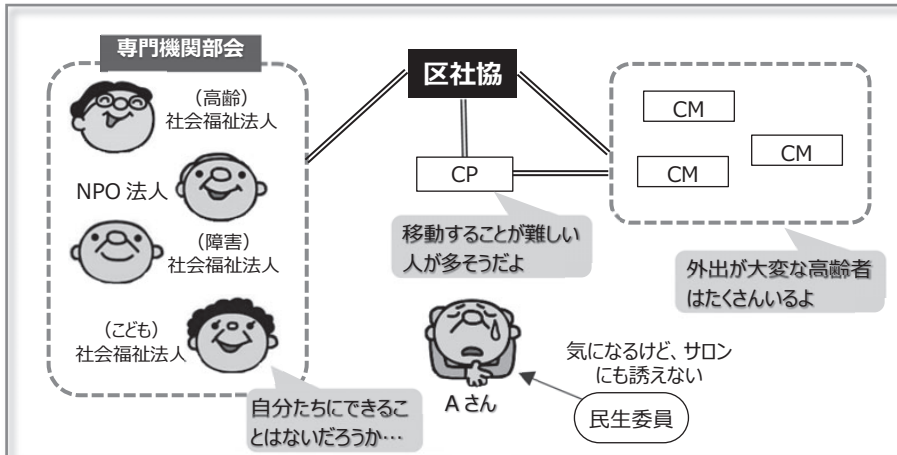 専門機関部会
(高齢)
社会福祉法人
NPO 法人
(障害)
社会福祉法人
(こども)
社会福祉法人
自分たちにできるこ
とはないだろうか…
区社協
CP
移動することが難しい
人が多そうだよ
A さん
CM
CM
CM
外出が大変な高齢者
はたくさんいるよ
気になるけど、サロン
にも誘えない
民生委員